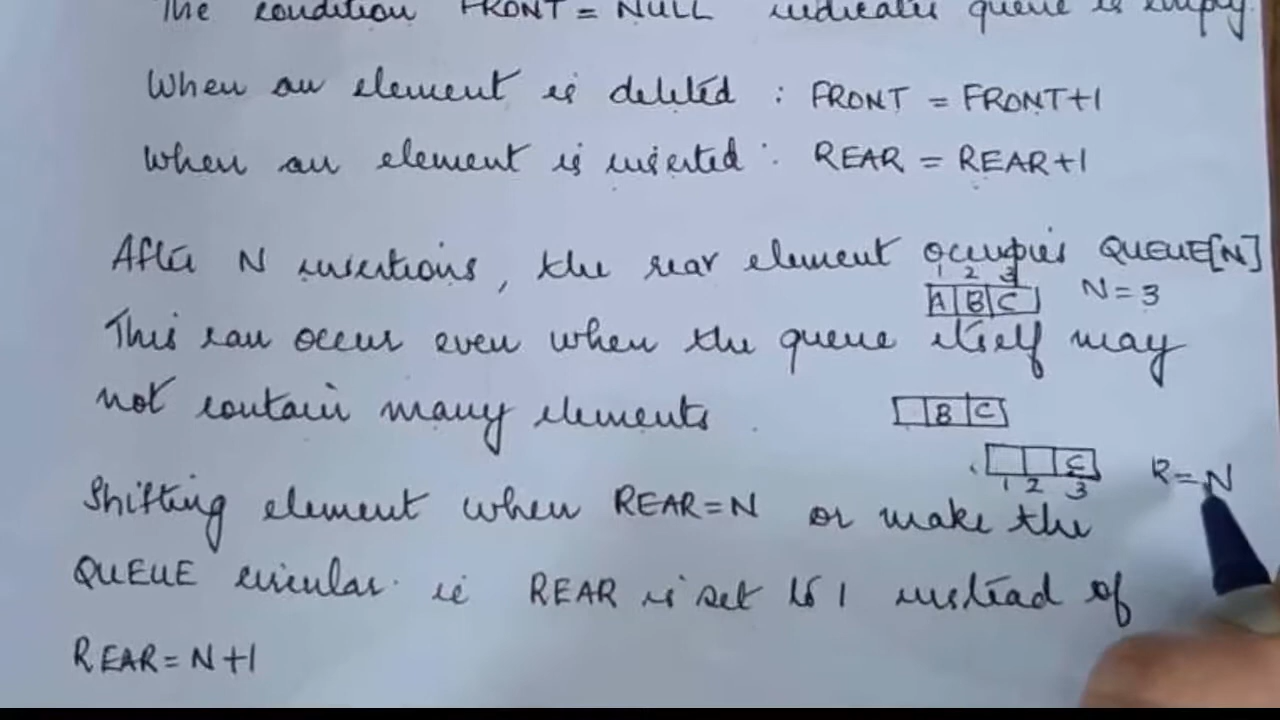 The condition FRONT = NULL indicates queue is empty.
When an element is deleted : FRONT = FRONT+1
When an element is inserted : REAR = REAR+1
After N insertions, the rear element occupies QUEUE[N]
1 2 3
A B C N = 3
This can occur even when the queue itself may
not contain many elements.
B C
C
1 2 3
R = N
Shifting element when REAR = N or make the
QUEUE circular. ie REAR is set to 1 instead of
REAR = N+1